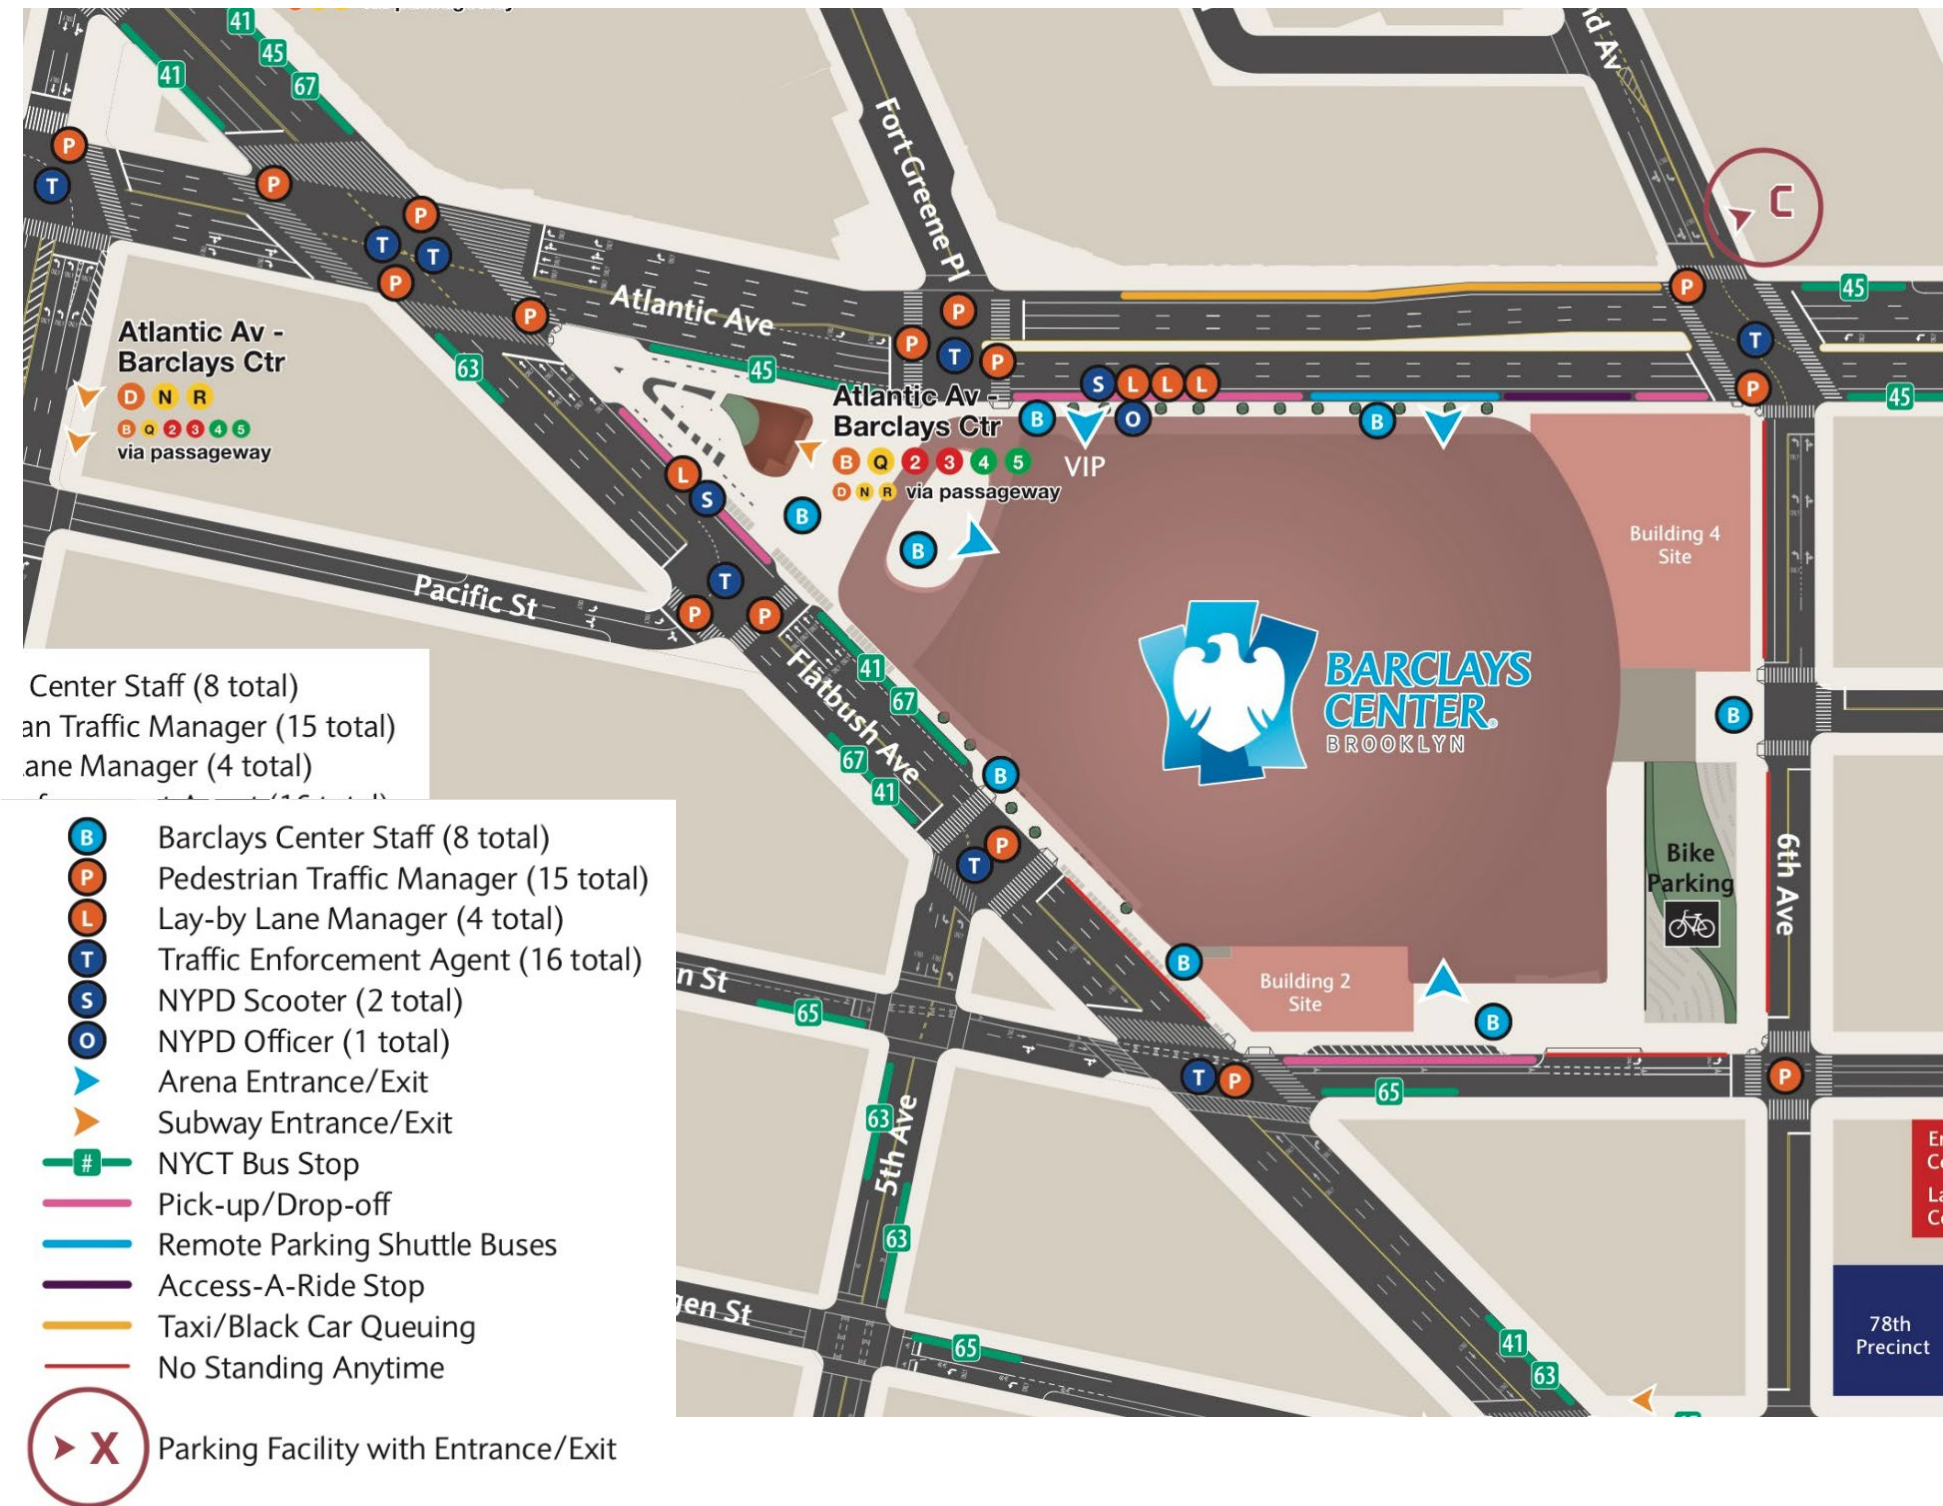 41
45
67
41
P
T
P
P
T
T
P
P
Fort Greene Pl
nd Av
C
P
45
T
P
45
Atlantic Ave
45
P
P
T
P
S L L L
B
O
B
VIP
Atlantic Av -
Barclays Ctr
D N R
B Q 2 3 4 5
via passageway
63
Atlantic Av -
Barclays Ctr
B Q 2 3 4 5
D N R via passageway
L
S
B
B
Building 4
Site
Pacific St
T
P
P
Flatbush Ave
41
67
67
41
BARCLAYS
CENTER
BROOKLYN
B
B
P
T
Bike
Parking
6th Ave
B
Building 2
Site
B
n St
65
T P
65
P
63
5th Ave
63
gen St
65
41
63
78th
Precinct
Center Staff (8 total)
an Traffic Manager (15 total)
ane Manager (4 total)
B Barclays Center Staff (8 total)
P Pedestrian Traffic Manager (15 total)
L Lay-by Lane Manager (4 total)
T Traffic Enforcement Agent (16 total)
S NYPD Scooter (2 total)
O NYPD Officer (1 total)
Arena Entrance/Exit
Subway Entrance/Exit
# NYCT Bus Stop
Pick-up/Drop-off
Remote Parking Shuttle Buses
Access-A-Ride Stop
Taxi/Black Car Queuing
No Standing Anytime
X Parking Facility with Entrance/Exit